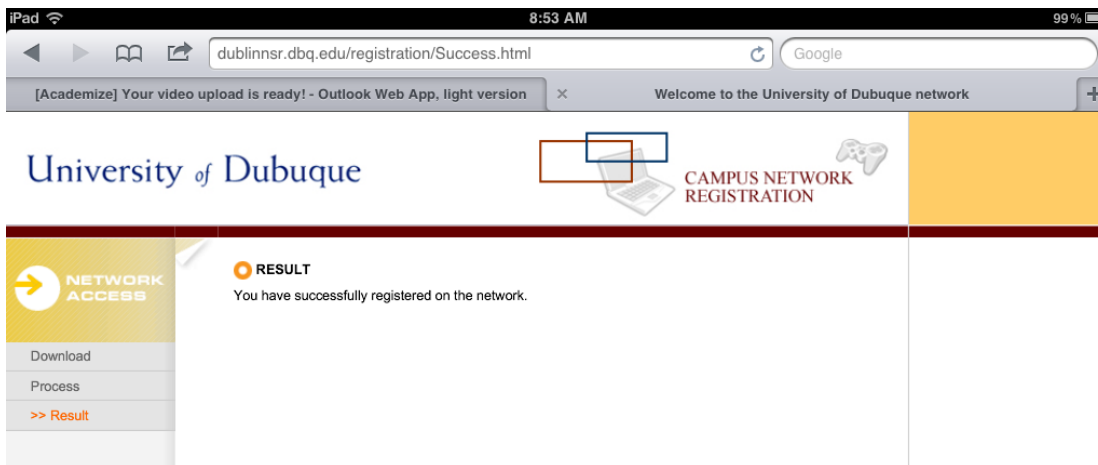 iPad 8:53 AM 99%
dublinnsr.dbq.edu/registration/Success.html Google
[Academize] Your video upload is ready! - Outlook Web App, light version × Welcome to the University of Dubuque network +
University of Dubuque
CAMPUS NETWORK
REGISTRATION
NETWORK
ACCESS
Download
Process
>> Result
RESULT
You have successfully registered on the network.